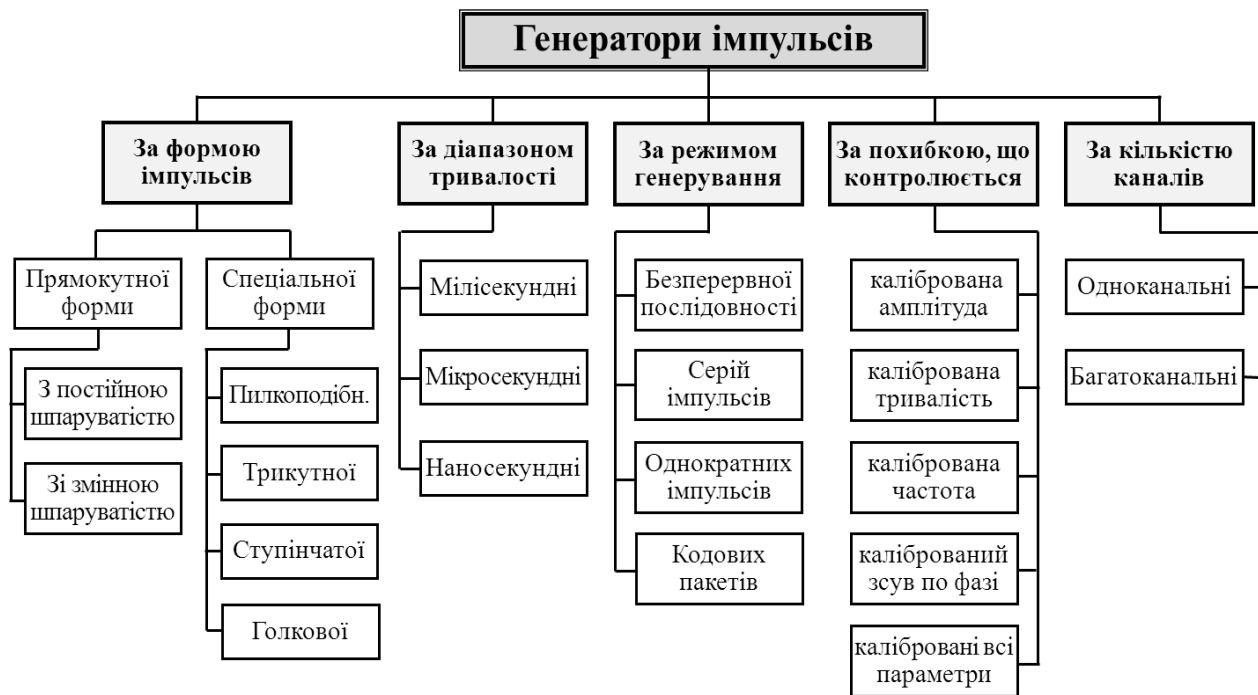 Генератори імпульсів
За формою
імпульсів
Прямокутної
форми
З постійною
шпаруватістю
Зі змінною
шпаруватістю
Спеціальної
форми
Пилкоподібн.
Трикутної
Ступінчатої
Голкової
За діапазоном
тривалості
Мілісекундні
Мікросекундні
Наносекундні
За режимом
генерування
Безперервної
послідовності
Серій
імпульсів
Однократних
імпульсів
Кодових
пакетів
За похибкою, що
контролюється
калібрована
амплітуда
калібрована
тривалість
калібрована
частота
калібрований
зсув по фазі
калібровані всі
параметри
За кількістю
каналів
Одноканальні
Багатоканальні